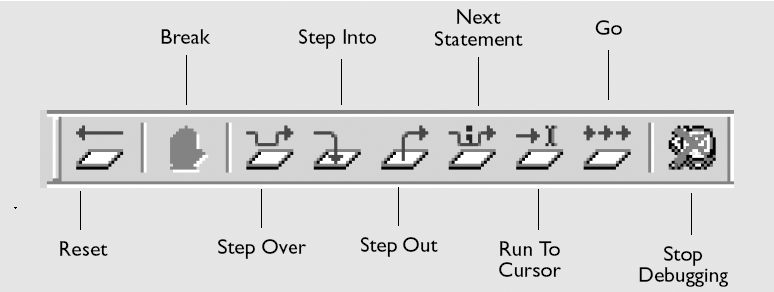 Break
Step Into
Next
Statement
Go
Reset
Step Over
Step Out
Run To
Cursor
Stop
Debugging